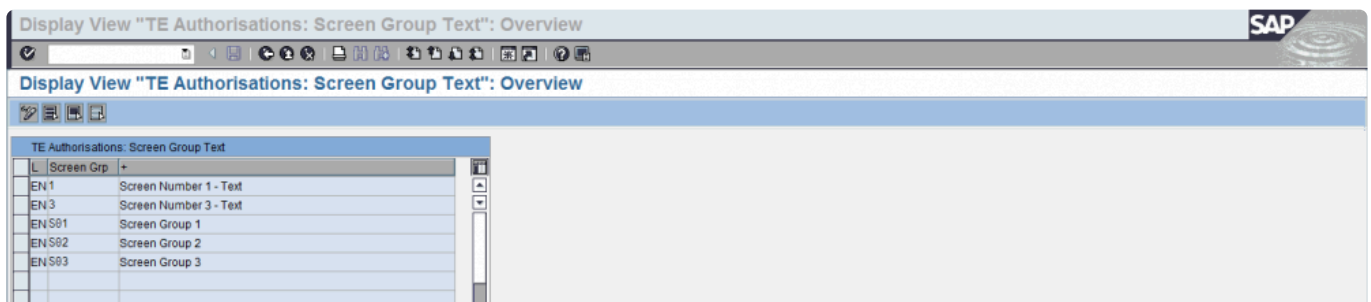 Display View "TE Authorisations: Screen Group Text": Overview
SAP
Display View "TE Authorisations: Screen Group Text": Overview
TE Authorisations: Screen Group Text
L Screen Grp +
EN 1 Screen Number 1 - Text
EN 3 Screen Number 3 - Text
EN S01 Screen Group 1
EN S02 Screen Group 2
EN S03 Screen Group 3